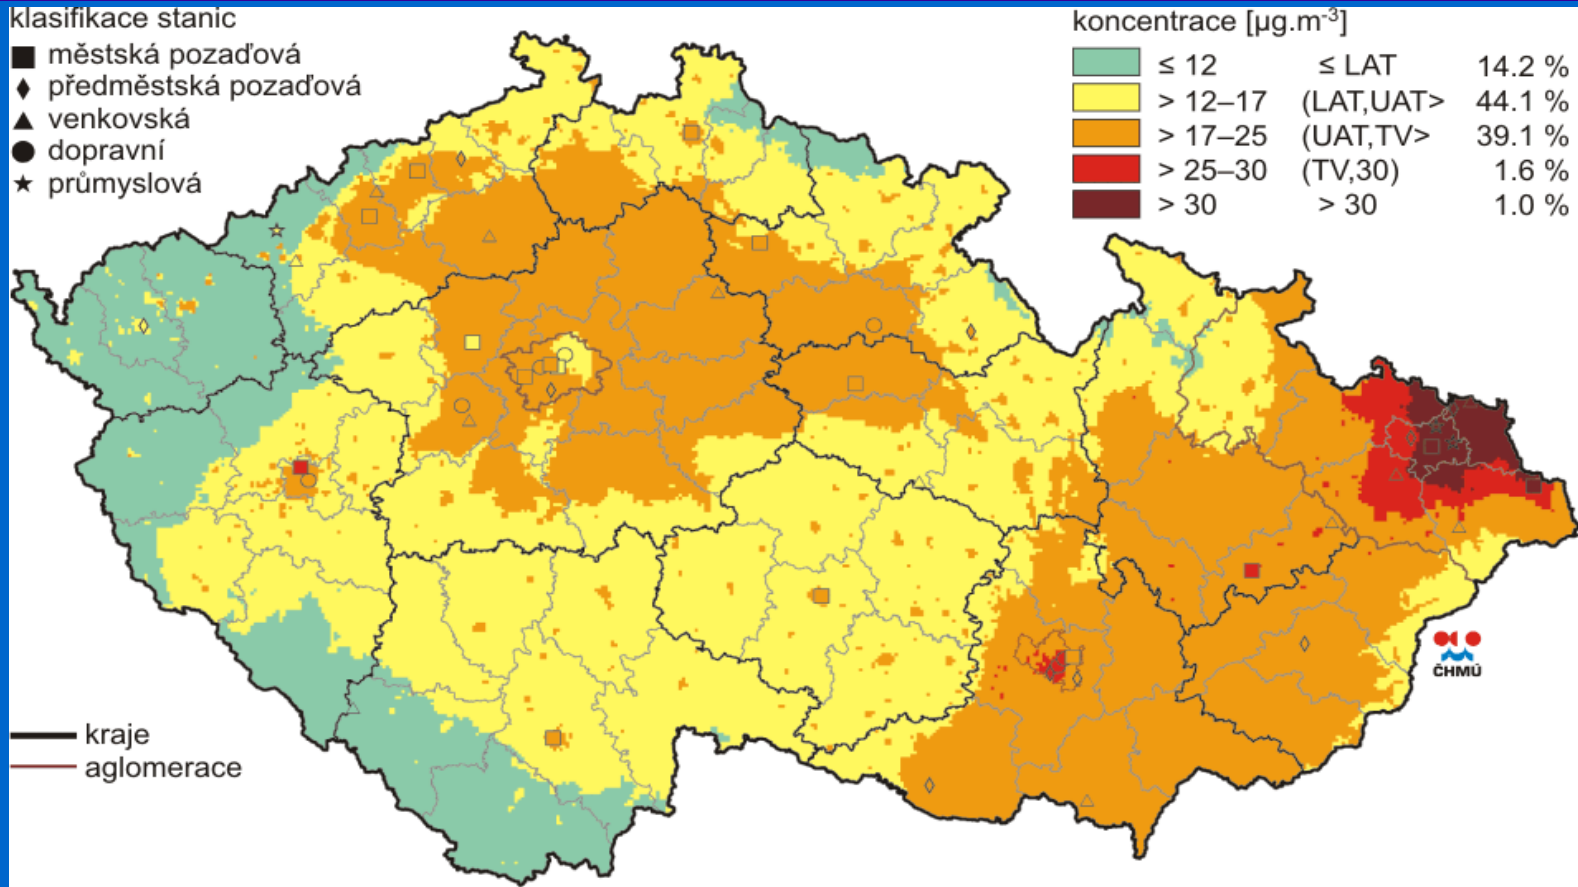 klasifikace stanic
městská pozaďová
předměstská pozaďová
venkovská
dopravní
průmyslová
koncentrace [µg.m⁻³]
≤ 12 ≤ LAT 14.2 %
> 12–17 (LAT,UAT> 44.1 %
> 17–25 (UAT,TV> 39.1 %
> 25–30 (TV,30) 1.6 %
> 30 > 30 1.0 %
ČHMÚ
kraje
aglomerace